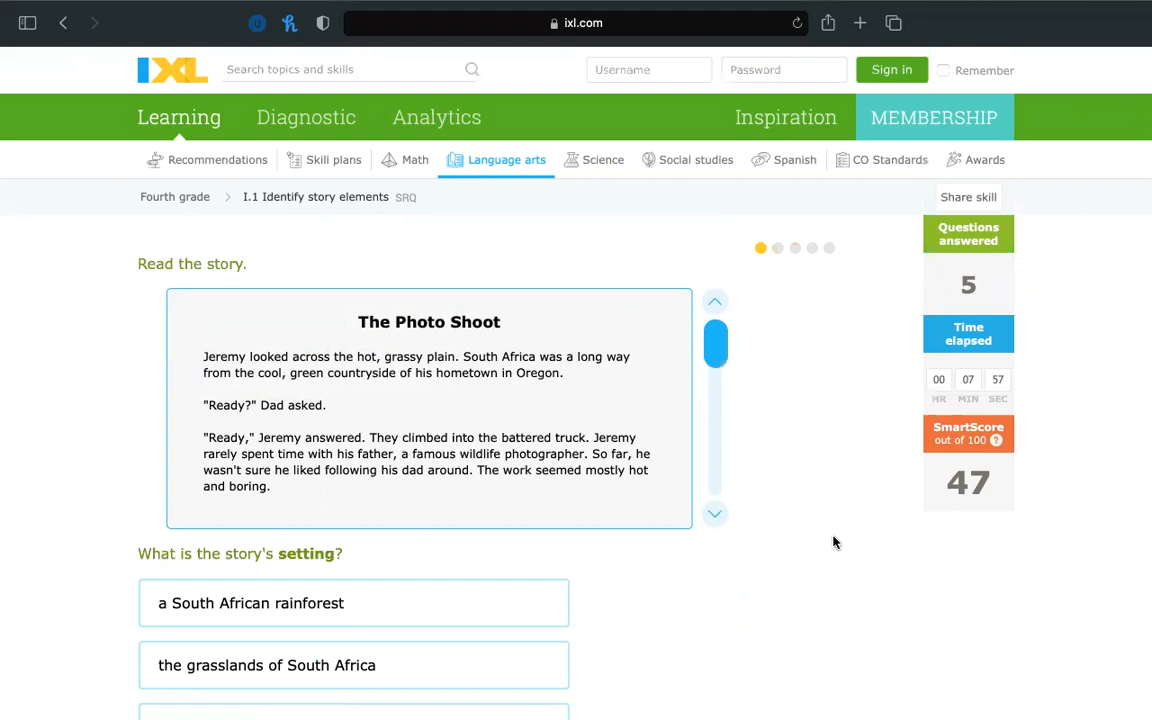 ixl.com
IXL
Search topics and skills
Username
Password
Sign in
Remember
Learning
Diagnostic
Analytics
Inspiration
MEMBERSHIP
Recommendations
Skill plans
Math
Language arts
Science
Social studies
Spanish
CO Standards
Awards
Fourth grade > I.1 Identify story elements SRQ
Share skill
Questions
answered
5
Time
elapsed
00 07 57
HR MIN SEC
SmartScore
out of 100 ?
47
Read the story.
The Photo Shoot
Jeremy looked across the hot, grassy plain. South Africa was a long way
from the cool, green countryside of his hometown in Oregon.
"Ready?" Dad asked.
"Ready," Jeremy answered. They climbed into the battered truck. Jeremy
rarely spent time with his father, a famous wildlife photographer. So far, he
wasn't sure he liked following his dad around. The work seemed mostly hot
and boring.
What is the story's setting?
a South African rainforest
the grasslands of South Africa